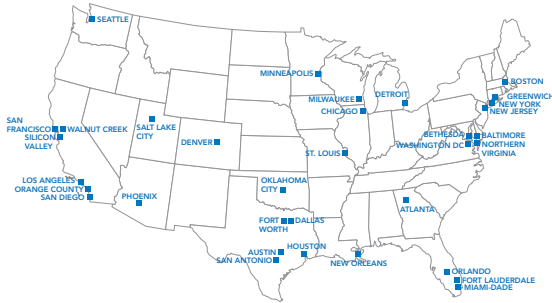 SEATTLE
MINNEAPOLIS
BOSTON
MILWAUKEE
DETROIT
GREENWICH
CHICAGO
NEW YORK
NEW JERSEY
SAN
FRANCISCO
WALNUT CREEK
SILICON
VALLEY
SALT LAKE
CITY
DENVER
ST. LOUIS
BETHESDA
BALTIMORE
WASHINGTON DC
NORTHERN
VIRGINIA
LOS ANGELES
ORANGE COUNTY
SAN DIEGO
PHOENIX
OKLAHOMA
CITY
ATLANTA
FORT
WORTH
DALLAS
AUSTIN
HOUSTON
SAN ANTONIO
NEW ORLEANS
ORLANDO
FORT LAUDERDALE
MIAMI-DADE